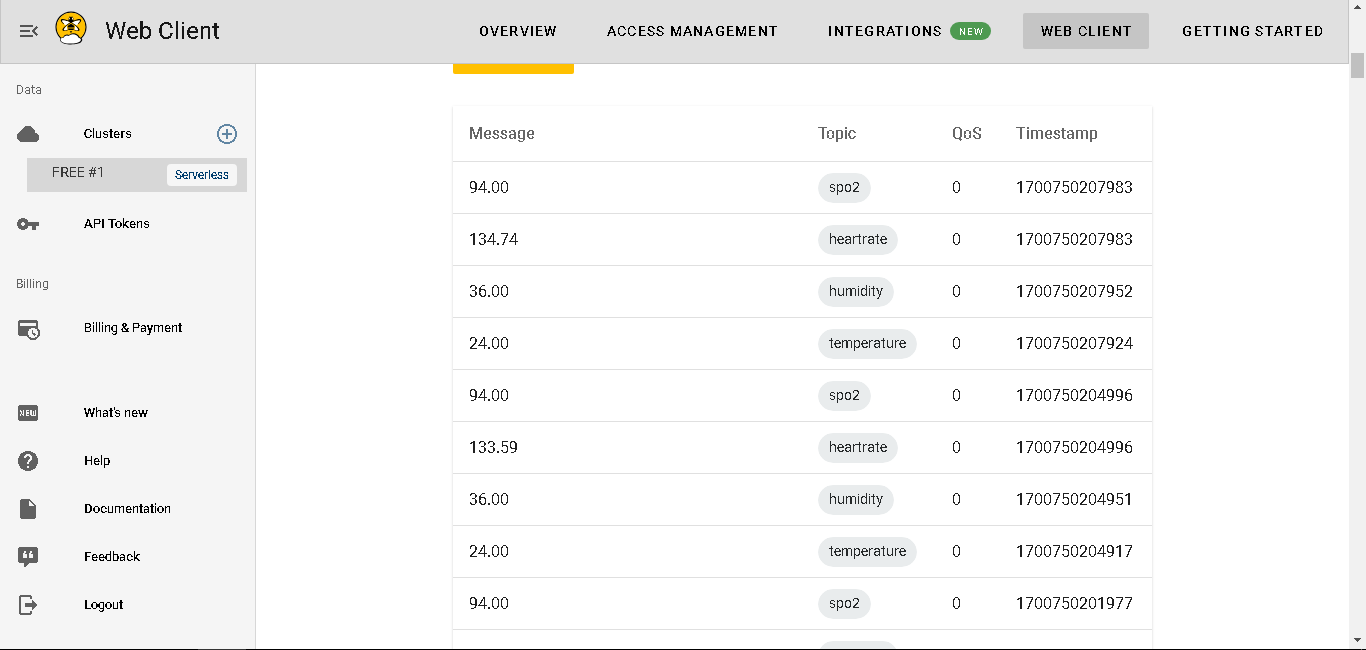 Web Client
OVERVIEW
ACCESS MANAGEMENT
INTEGRATIONS NEW
WEB CLIENT
GETTING STARTED
Data
Clusters
FREE #1 Serverless
API Tokens
Billing
Billing & Payment
NEW What's new
Help
Documentation
Feedback
Logout
Message Topic QoS Timestamp
94.00 spo2 0 1700750207983
134.74 heartrate 0 1700750207983
36.00 humidity 0 1700750207952
24.00 temperature 0 1700750207924
94.00 spo2 0 1700750204996
133.59 heartrate 0 1700750204996
36.00 humidity 0 1700750204951
24.00 temperature 0 1700750204917
94.00 spo2 0 1700750201977